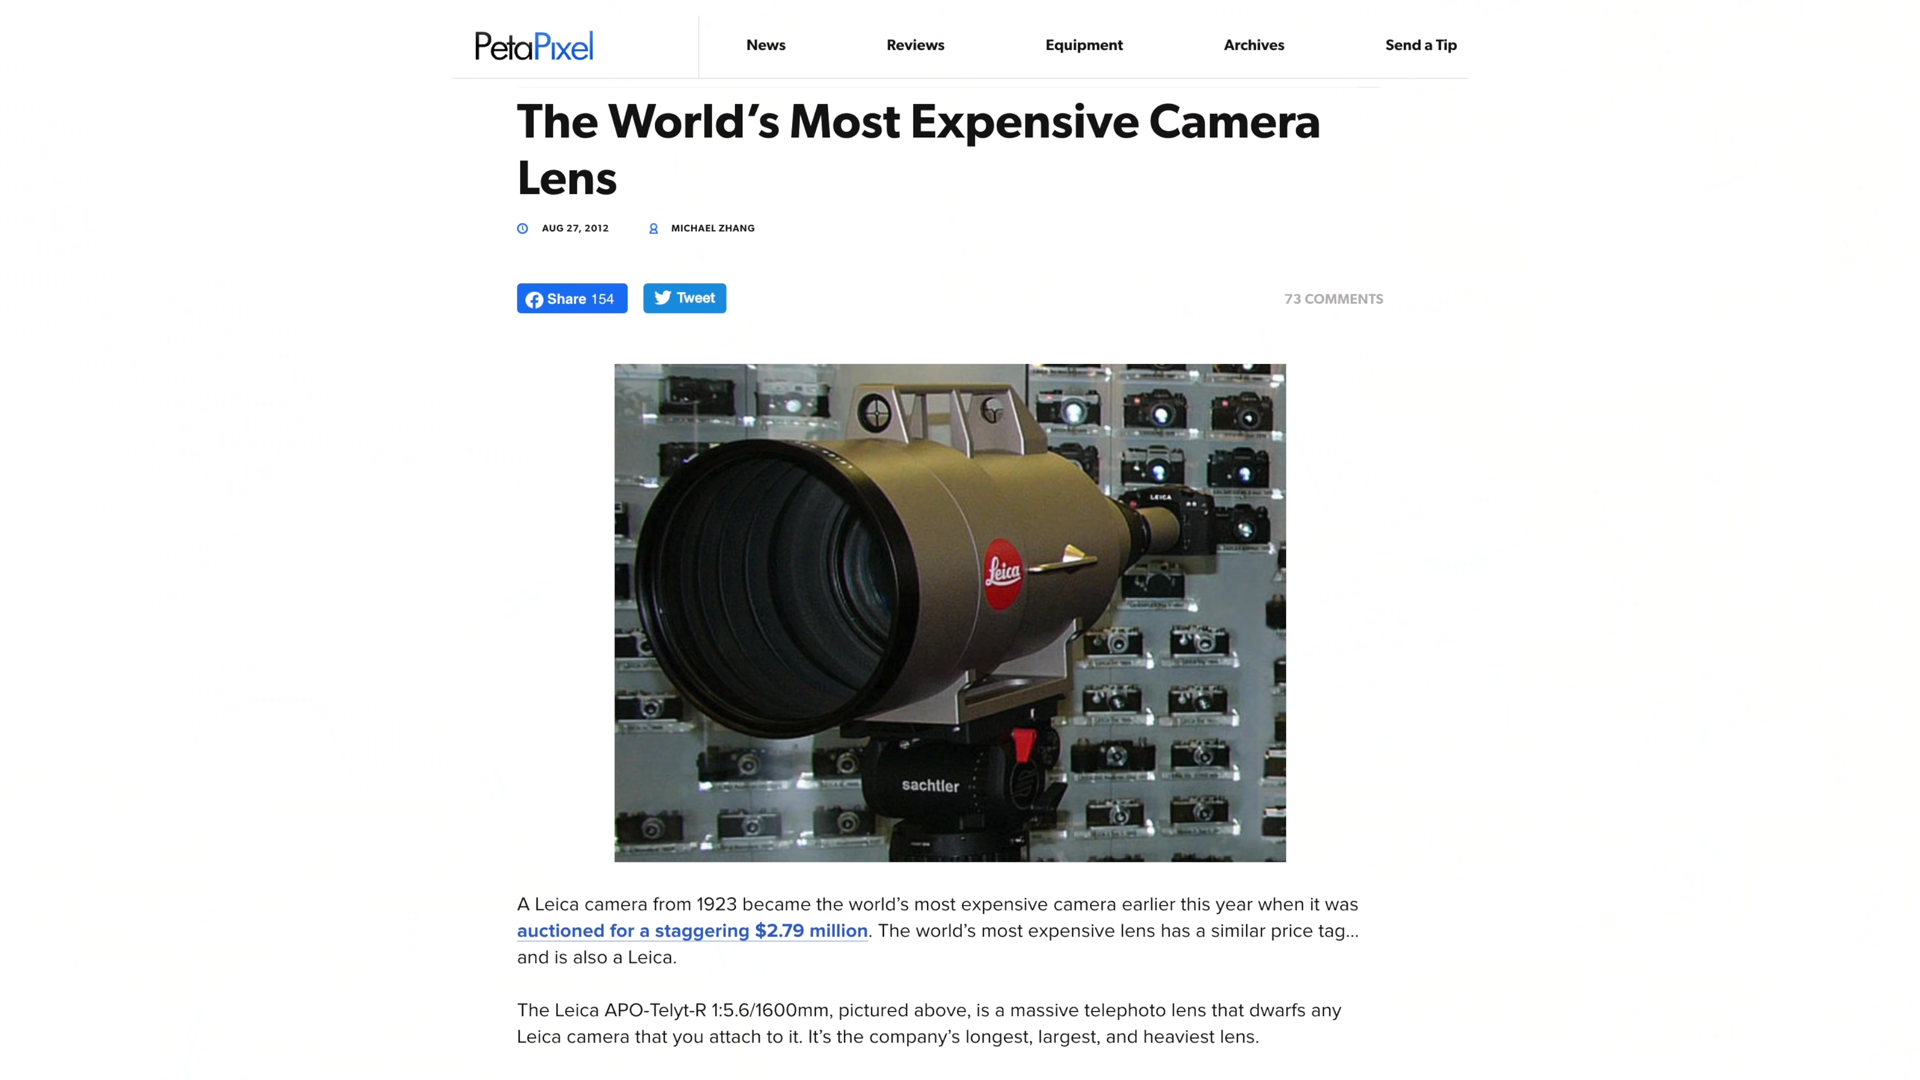 PetaPixel
News
Reviews
Equipment
Archives
Send a Tip
The World's Most Expensive Camera
Lens
AUG 27, 2012
MICHAEL ZHANG
Share 154
Tweet
73 COMMENTS
LEICA
Leica
sachtler
A Leica camera from 1923 became the world's most expensive camera earlier this year when it was
auctioned for a staggering $2.79 million. The world's most expensive lens has a similar price tag…
and is also a Leica.
The Leica APO-Telyt-R 1:5.6/1600mm, pictured above, is a massive telephoto lens that dwarfs any
Leica camera that you attach to it. It's the company's longest, largest, and heaviest lens.